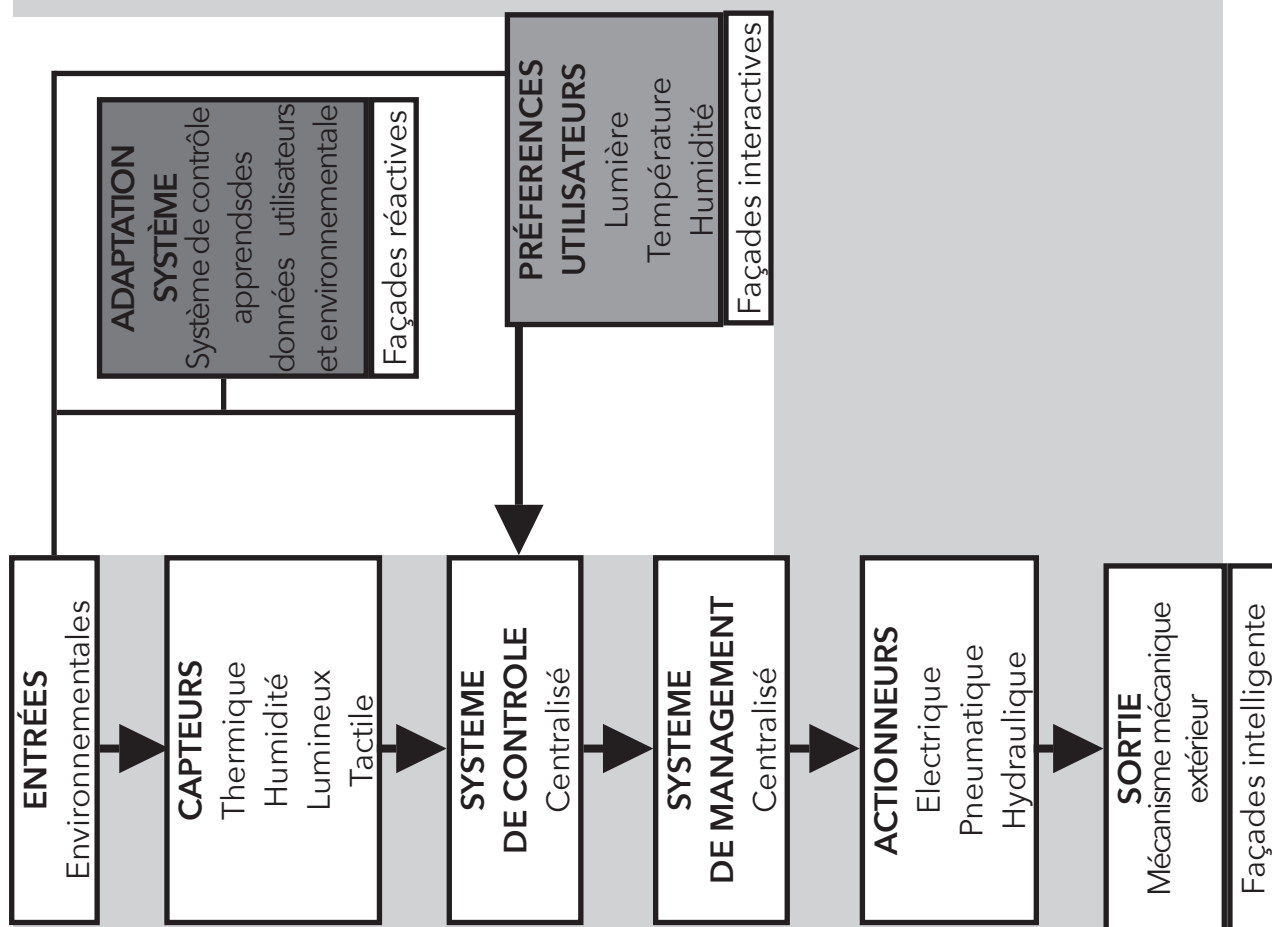 ENTRÉES
Environnementales
CAPTEURS
Thermique
Humidité
Lumineux
Tactile
SYSTEME
DE CONTROLE
Centralisé
SYSTEME
DE MANAGEMENT
Centralisé
ACTIONNEURS
Electrique
Pneumatique
Hydraulique
SORTIE
Mécanisme mécanique
extérieur
Façades intelligente
ADAPTATION
SYSTÈME
Système de contrôle
apprendsdes
données utilisateurs
et environnementale
Façades réactives
PRÉFERENCES
UTILISATEURS
Lumière
Température
Humidité
Façades interactives